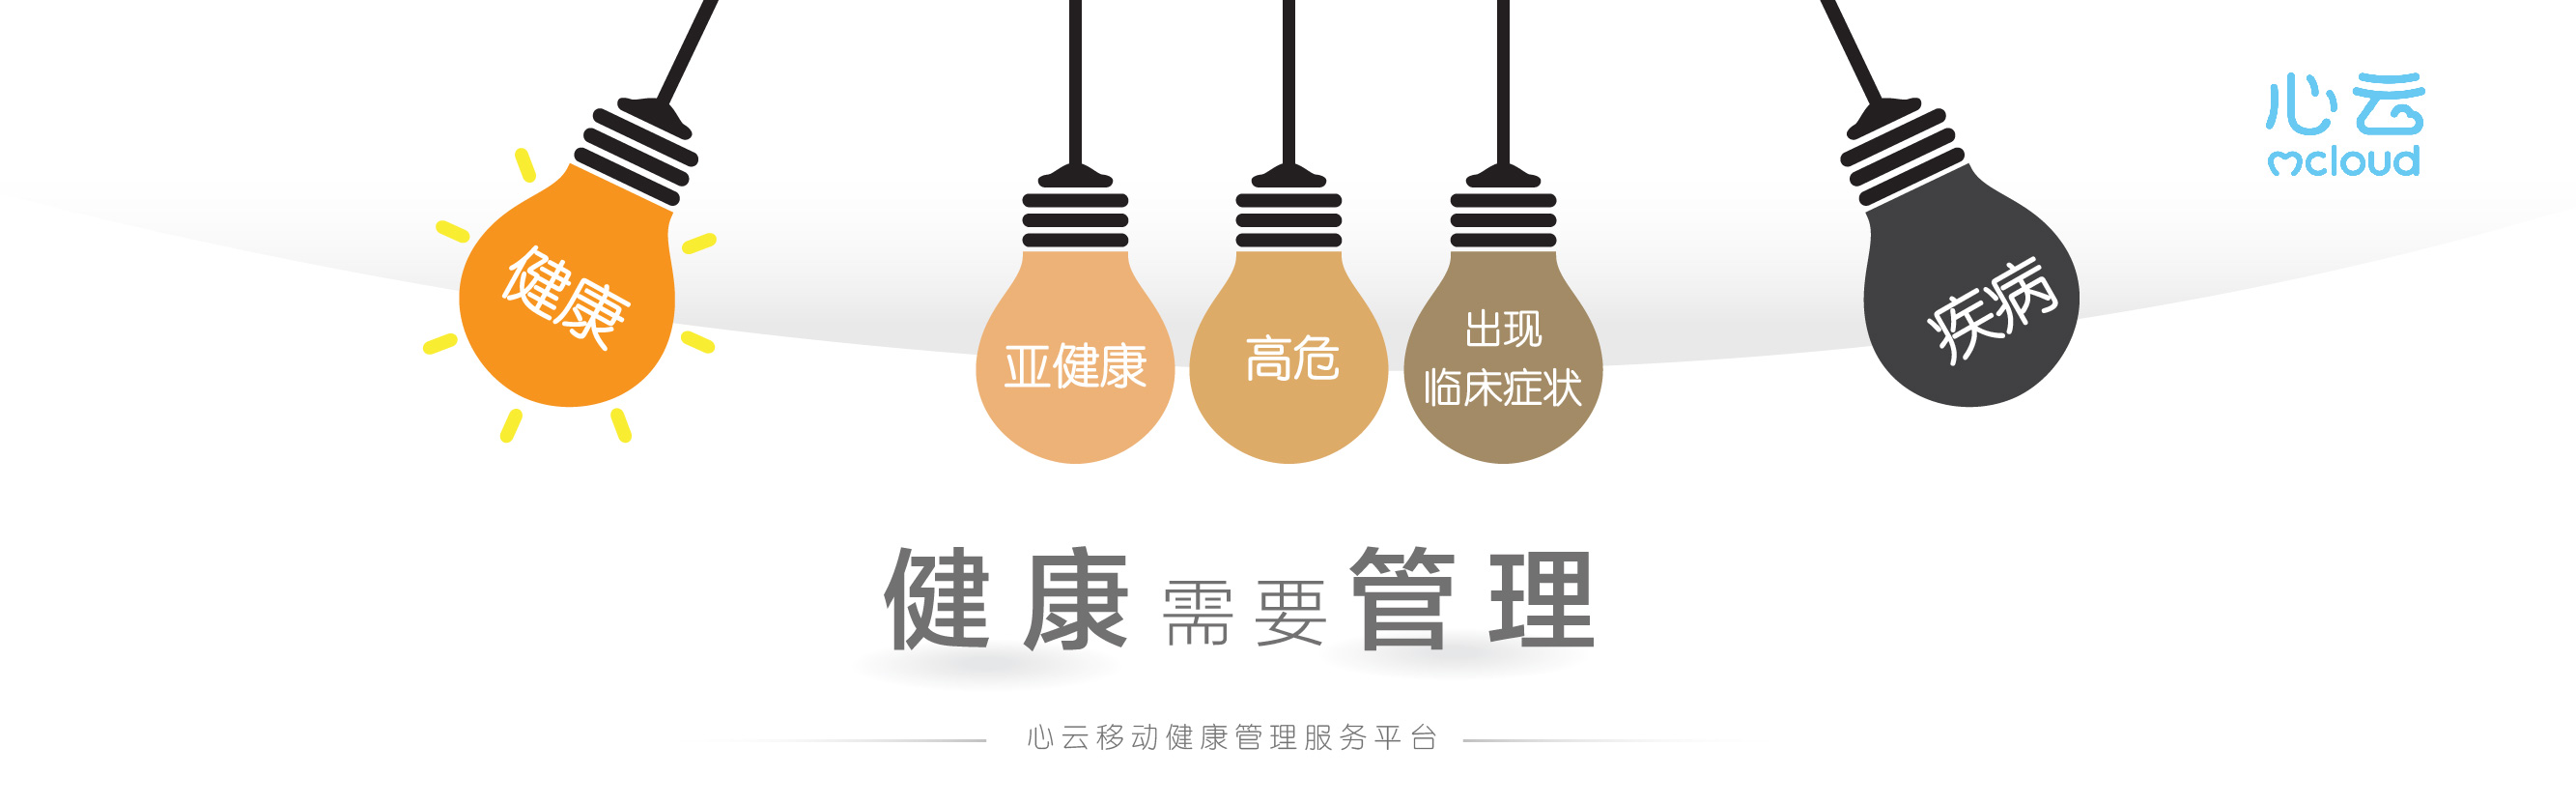 心云
mcloud
健康
亚健康
高危
出现
临床症状
疾病
健康需要管理
心云移动健康管理服务平台